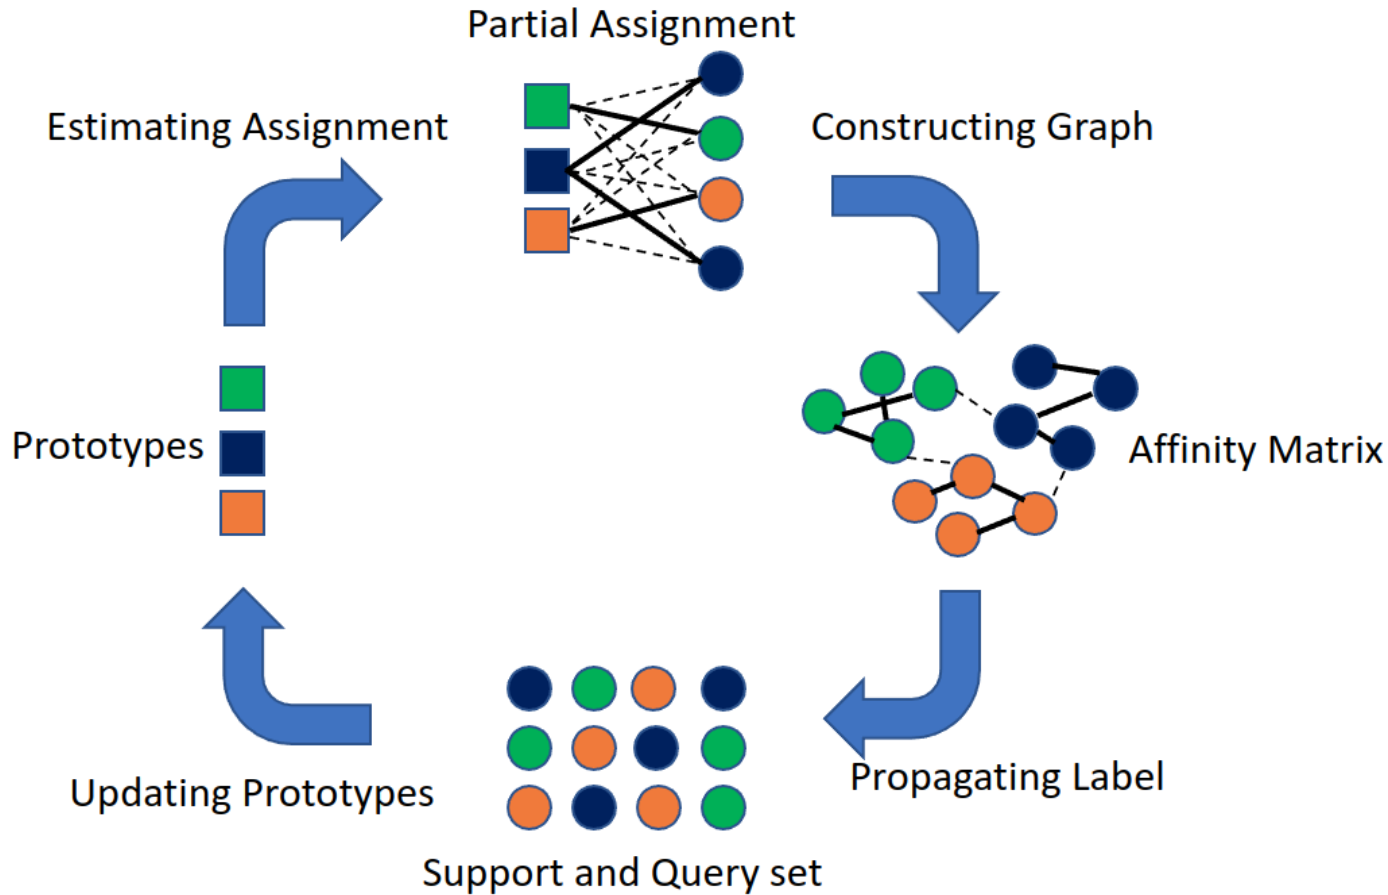 Partial Assignment
Estimating Assignment
Constructing Graph
Prototypes
Affinity Matrix
Propagating Label
Updating Prototypes
Support and Query set